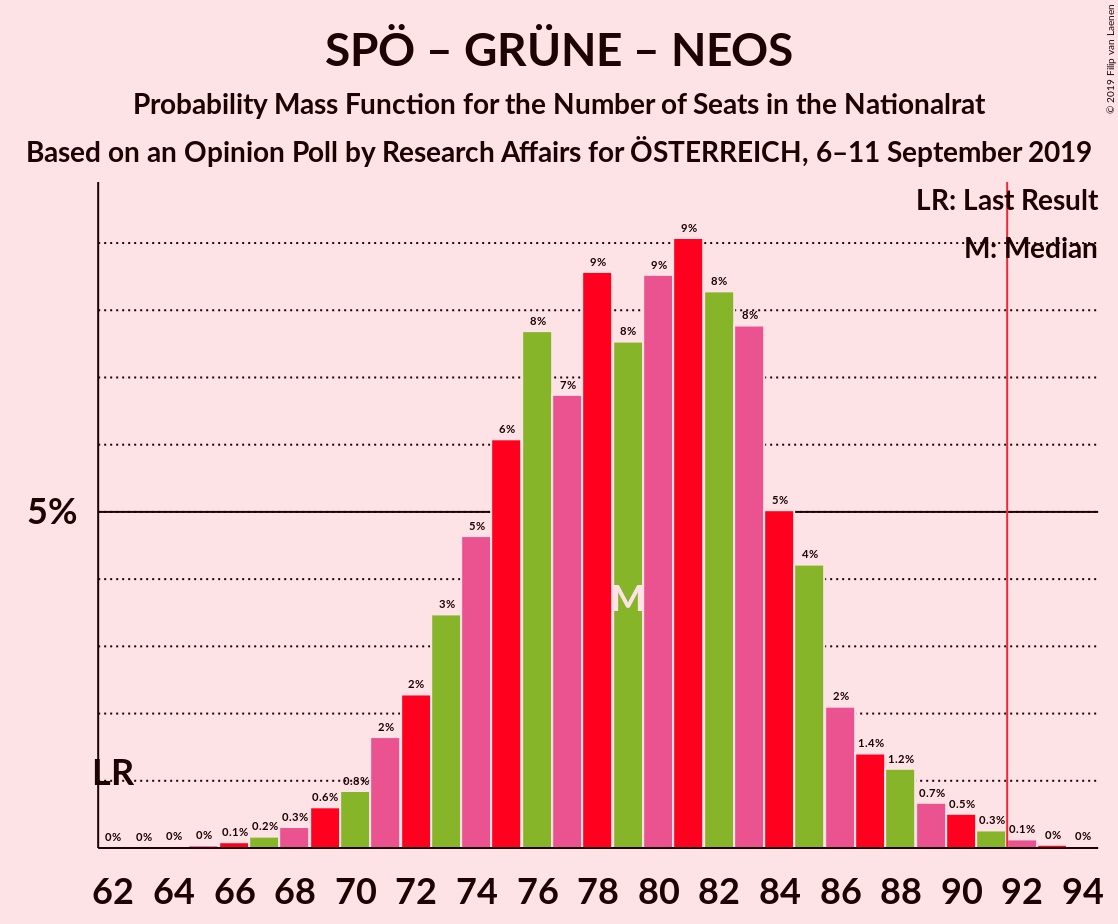 SPÖ – GRÜNE – NEOS
Probability Mass Function for the Number of Seats in the Nationalrat
Based on an Opinion Poll by Research Affairs for ÖSTERREICH, 6–11 September 2019
© 2019 Filip van Laenen
LR: Last Result
M: Median
5%
LR
M
0% 0% 0% 0% 0.1% 0.2% 0.3% 0.6% 0.8% 2% 2% 3% 5% 6% 8% 7% 9% 8% 9% 9% 8% 8% 5% 4% 2% 1.4% 1.2% 0.7% 0.5% 0.3% 0.1% 0% 0%
62 64 66 68 70 72 74 76 78 80 82 84 86 88 90 92 94